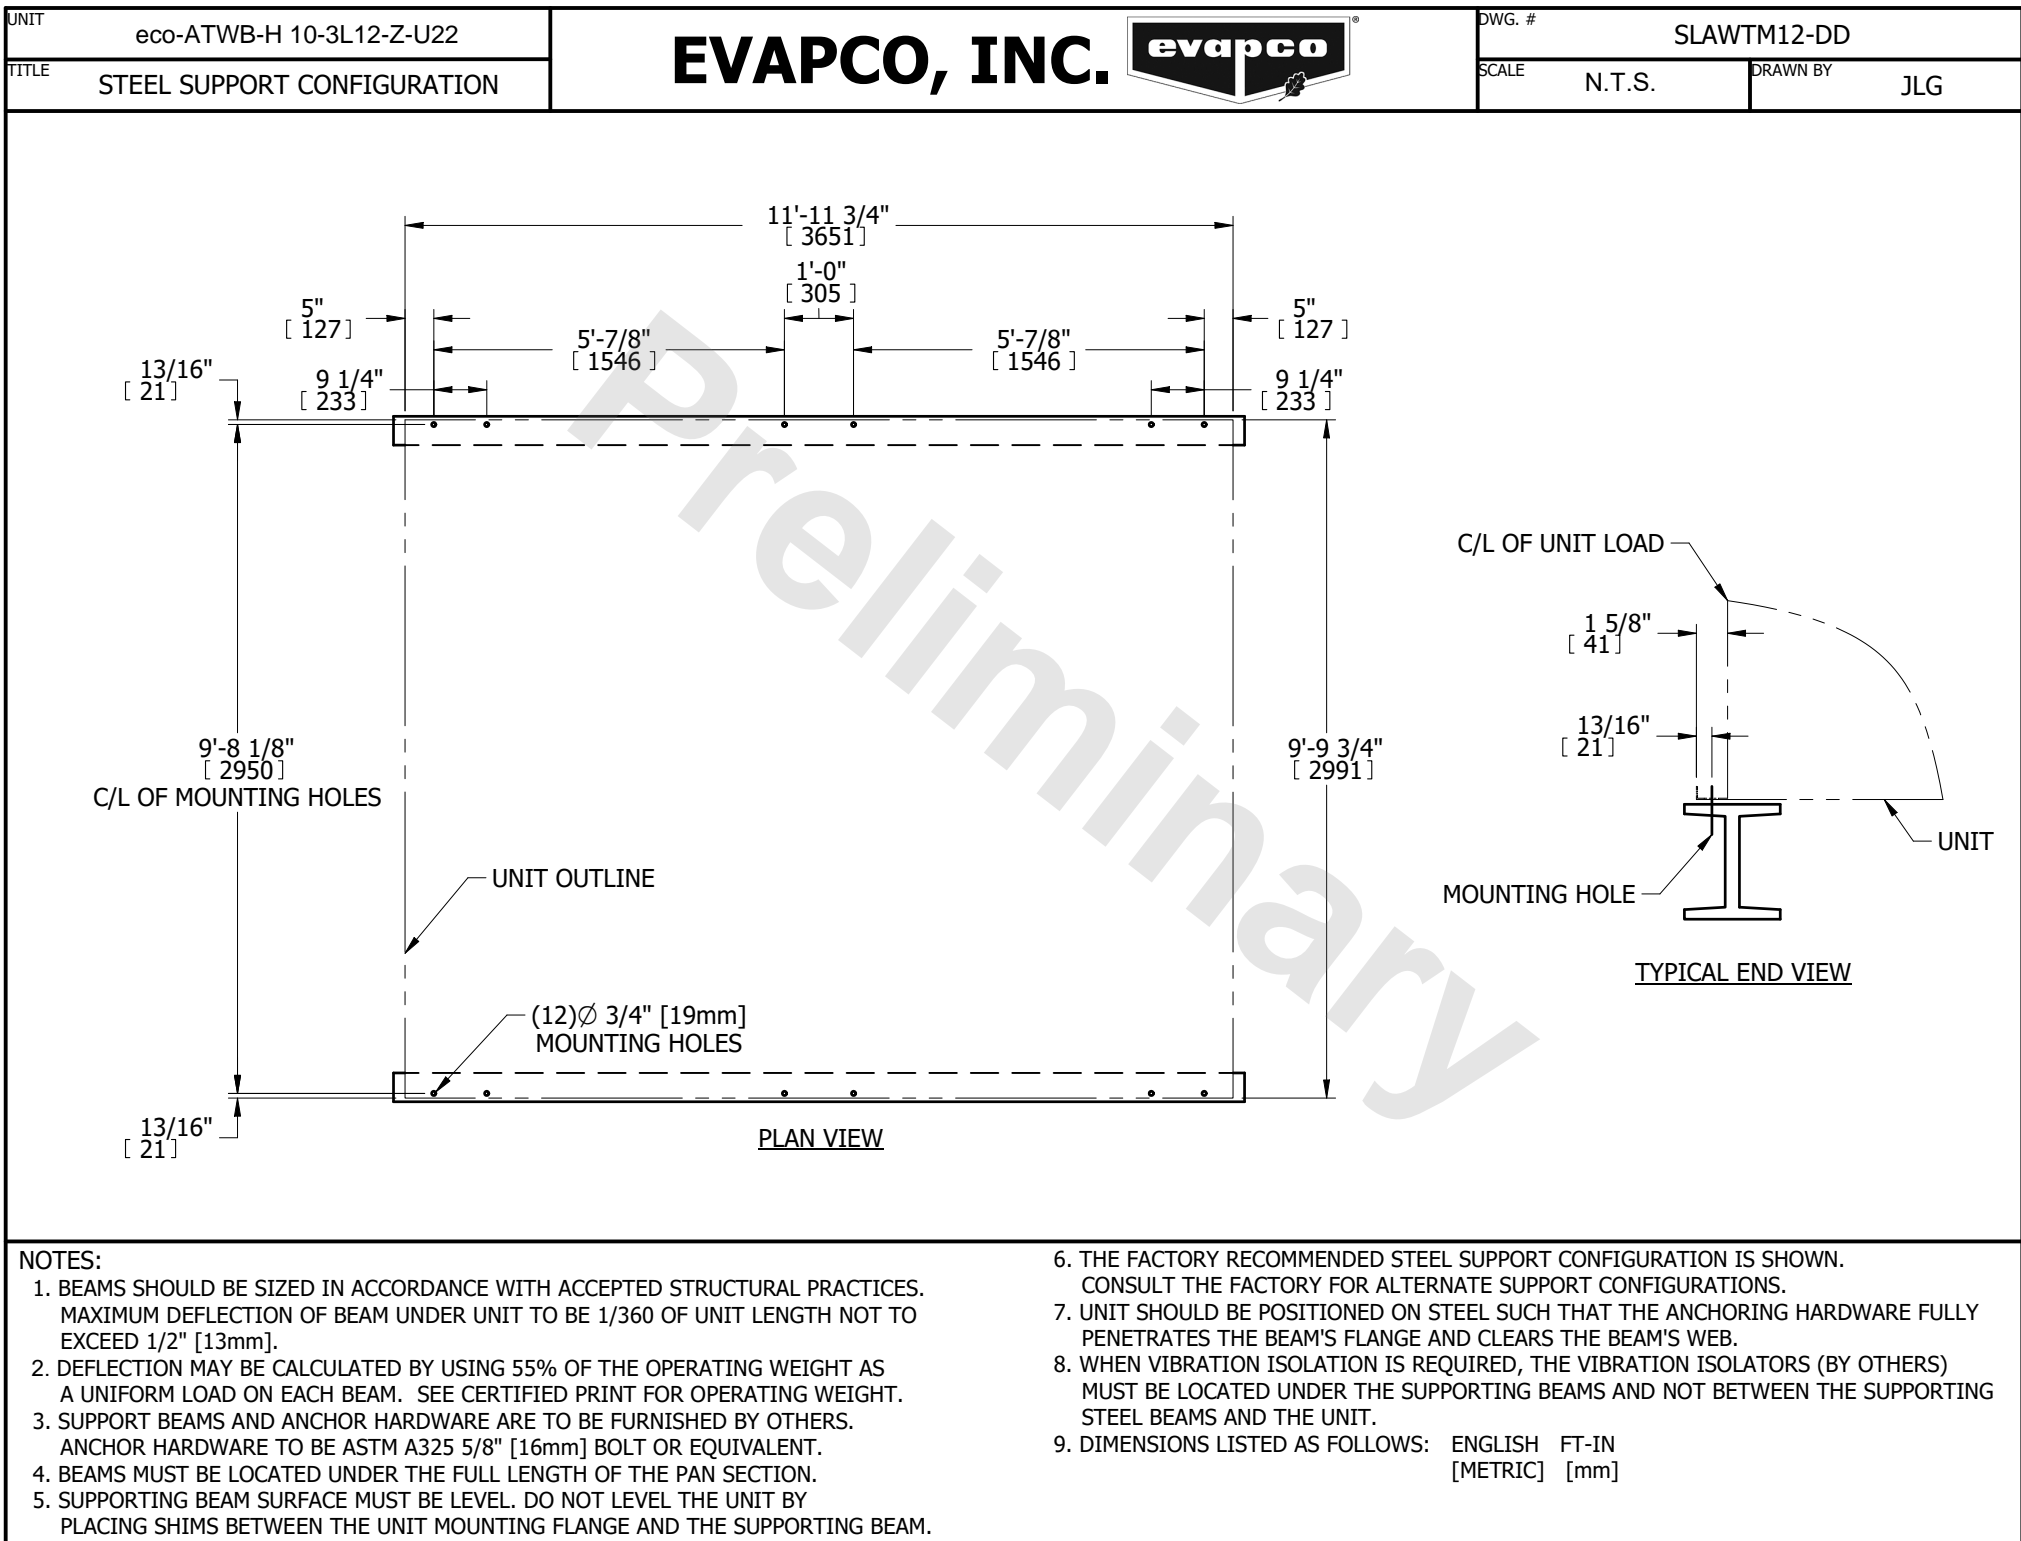 UNIT
eco-ATWB-H 10-3L12-Z-U22
TITLE
STEEL SUPPORT CONFIGURATION
EVAPCO, INC.
evapco
®
DWG. #
SLAWTM12-DD
SCALE
N.T.S.
DRAWN BY
JLG
11'-11 3/4"
[ 3651 ]
1'-0"
[ 305 ]
5"
[ 127 ]
5"
[ 127 ]
5'-7/8"
[ 1546 ]
5'-7/8"
[ 1546 ]
13/16"
[ 21 ]
9 1/4"
[ 233 ]
9 1/4"
[ 233 ]
Preliminary
C/L OF UNIT LOAD
1 5/8"
[ 41 ]
13/16"
[ 21 ]
9'-8 1/8"
[ 2950 ]
C/L OF MOUNTING HOLES
9'-9 3/4"
[ 2991 ]
UNIT
MOUNTING HOLE
UNIT OUTLINE
TYPICAL END VIEW
(12)∅ 3/4" [19mm]
MOUNTING HOLES
13/16"
[ 21 ]
PLAN VIEW
NOTES:
1. BEAMS SHOULD BE SIZED IN ACCORDANCE WITH ACCEPTED STRUCTURAL PRACTICES.
MAXIMUM DEFLECTION OF BEAM UNDER UNIT TO BE 1/360 OF UNIT LENGTH NOT TO
EXCEED 1/2" [13mm].
2. DEFLECTION MAY BE CALCULATED BY USING 55% OF THE OPERATING WEIGHT AS
A UNIFORM LOAD ON EACH BEAM. SEE CERTIFIED PRINT FOR OPERATING WEIGHT.
3. SUPPORT BEAMS AND ANCHOR HARDWARE ARE TO BE FURNISHED BY OTHERS.
ANCHOR HARDWARE TO BE ASTM A325 5/8" [16mm] BOLT OR EQUIVALENT.
4. BEAMS MUST BE LOCATED UNDER THE FULL LENGTH OF THE PAN SECTION.
5. SUPPORTING BEAM SURFACE MUST BE LEVEL. DO NOT LEVEL THE UNIT BY
PLACING SHIMS BETWEEN THE UNIT MOUNTING FLANGE AND THE SUPPORTING BEAM.
6. THE FACTORY RECOMMENDED STEEL SUPPORT CONFIGURATION IS SHOWN.
CONSULT THE FACTORY FOR ALTERNATE SUPPORT CONFIGURATIONS.
7. UNIT SHOULD BE POSITIONED ON STEEL SUCH THAT THE ANCHORING HARDWARE FULLY
PENETRATES THE BEAM'S FLANGE AND CLEARS THE BEAM'S WEB.
8. WHEN VIBRATION ISOLATION IS REQUIRED, THE VIBRATION ISOLATORS (BY OTHERS)
MUST BE LOCATED UNDER THE SUPPORTING BEAMS AND NOT BETWEEN THE SUPPORTING
STEEL BEAMS AND THE UNIT.
9. DIMENSIONS LISTED AS FOLLOWS: ENGLISH FT-IN
[METRIC] [mm]